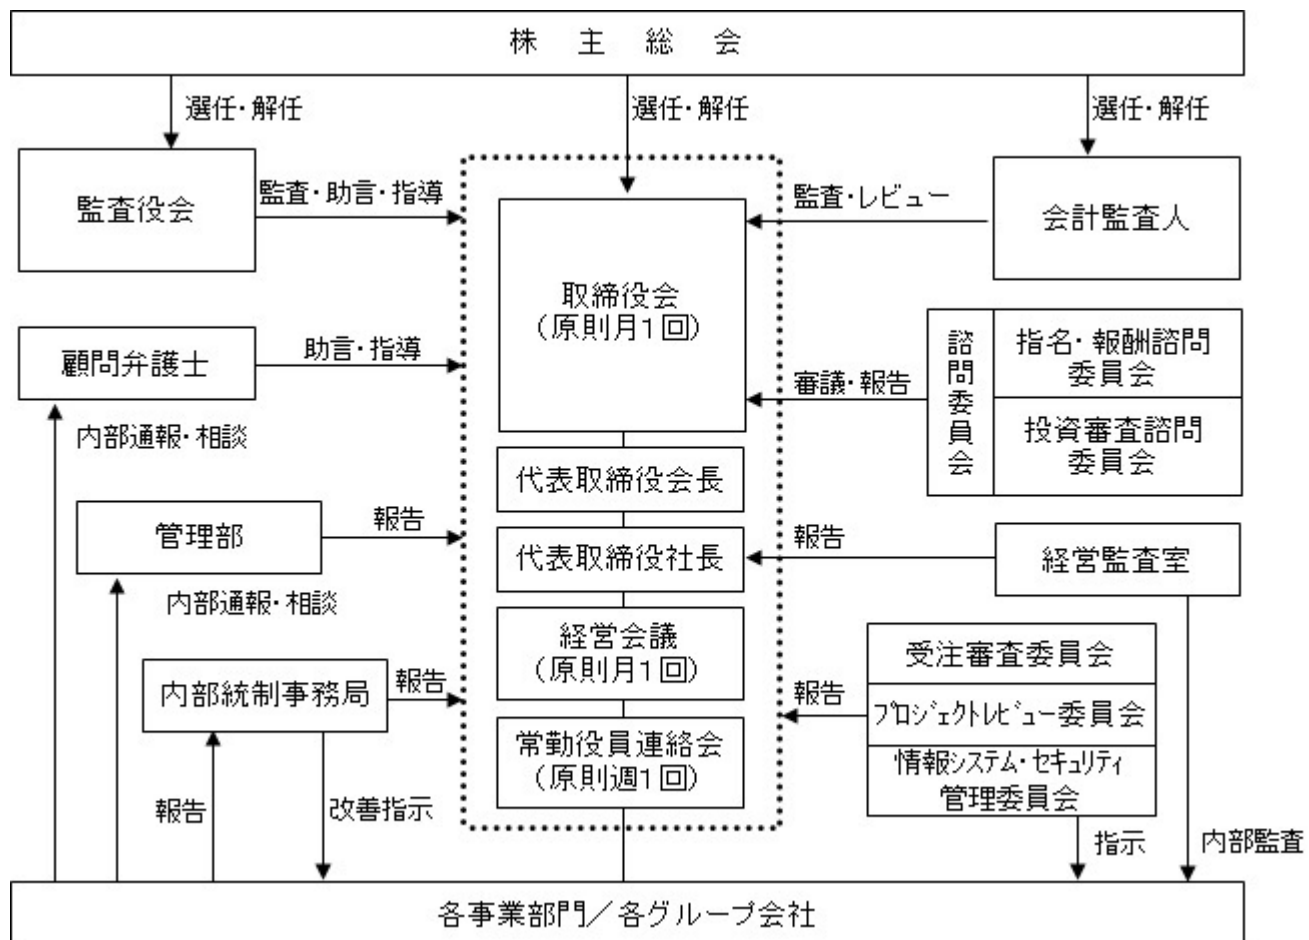 株主総会
選任・解任
選任・解任
選任・解任
監査役会
監査・助言・指導
監査・レビュー
会計監査人
取締役会
(原則月1回)
顧問弁護士
助言・指導
諮問委員会
指名・報酬諮問
委員会
審議・報告
投資審査諮問
委員会
内部通報・相談
代表取締役会長
管理部
報告
代表取締役社長
報告
経営監査室
内部通報・相談
経営会議
(原則月1回)
受注審査委員会
内部統制事務局
報告
報告
プロジェクトレビュー委員会
常勤役員連絡会
(原則週1回)
情報システム・セキュリティ
管理委員会
報告
改善指示
指示
内部監査
各事業部門/各グループ会社